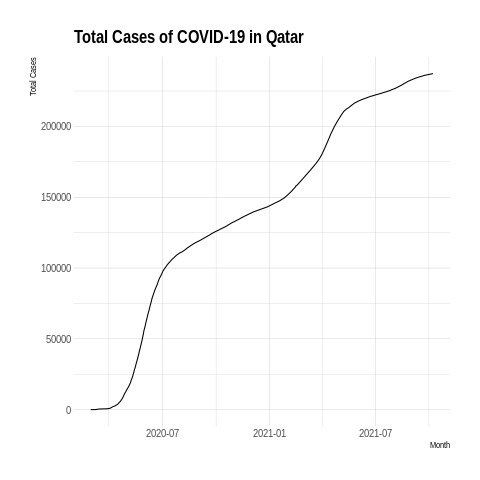 Total Cases of COVID-19 in Qatar
Total Cases
200000
150000
100000
50000
0
2020-07 2021-01 2021-07
Month